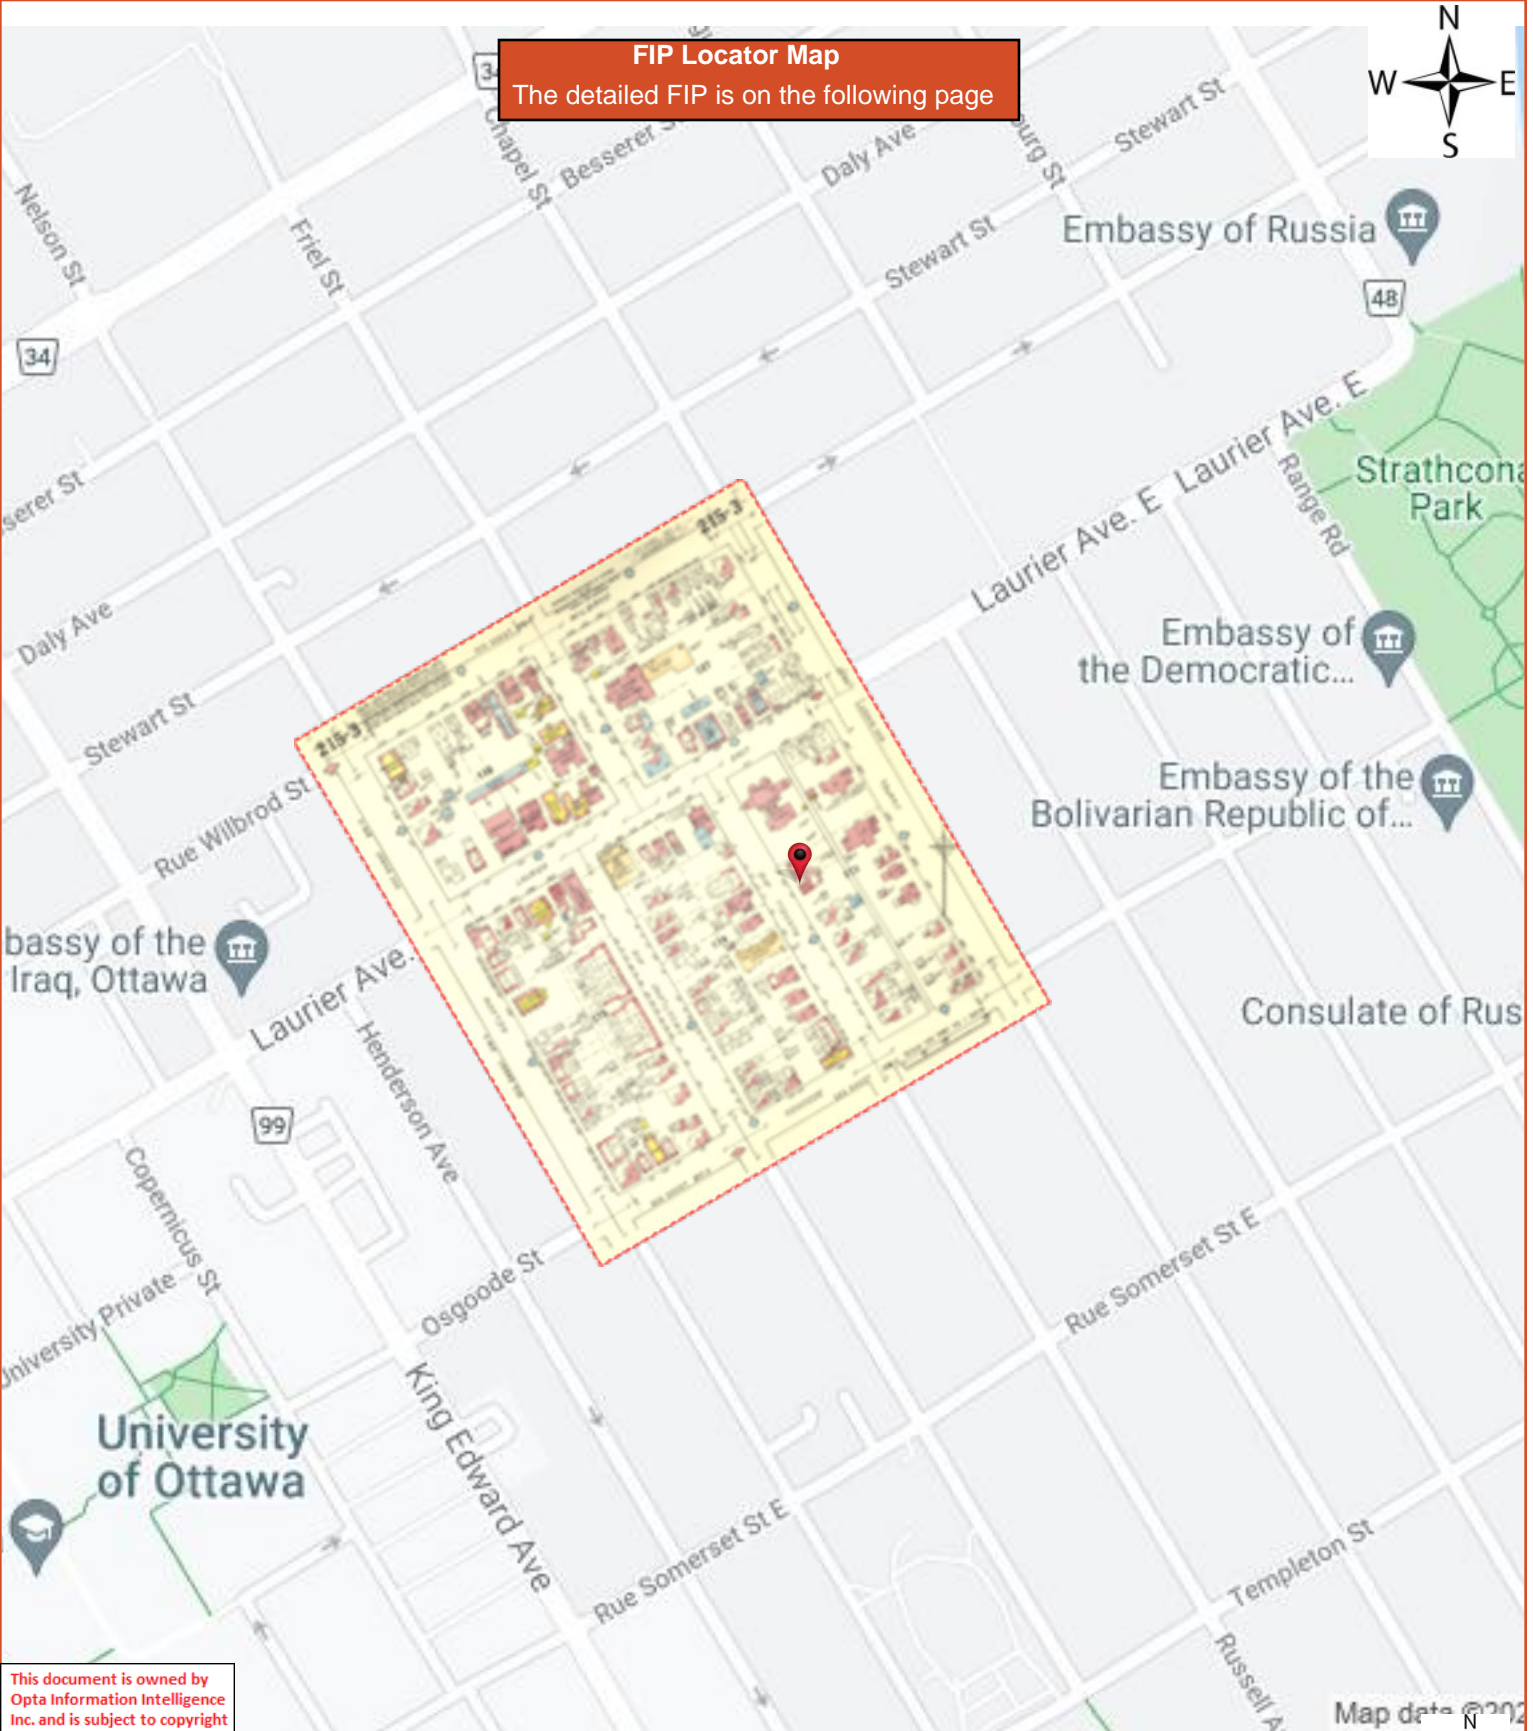 N
W
E
S
FIP Locator Map
The detailed FIP is on the following page
Chapel St
Besserer
Daly Ave
Stewart St
Stewart St
Nelson St
Friel St
Embassy of Russia
48
34
Laurier Ave. E
Laurier Ave. E
Strathcona
Park
Range Rd
215-3
Daly Ave
Stewart St
Embassy of
the Democratic...
215-3
Rue Wilbrod St
Embassy of the
Bolivarian Republic of...
bassy of the
Iraq, Ottawa
Laurier Ave.
Consulate of Rus
Henderson Ave
99
Copernicus St
Osgoode St
Rue Somerset St E
University Private
King Edward Ave
University
of Ottawa
Rue Somerset St E
Templeton St
Russell A
This document is owned by
Opta Information Intelligence
Inc. and is subject to copyright
Map data ©202
N